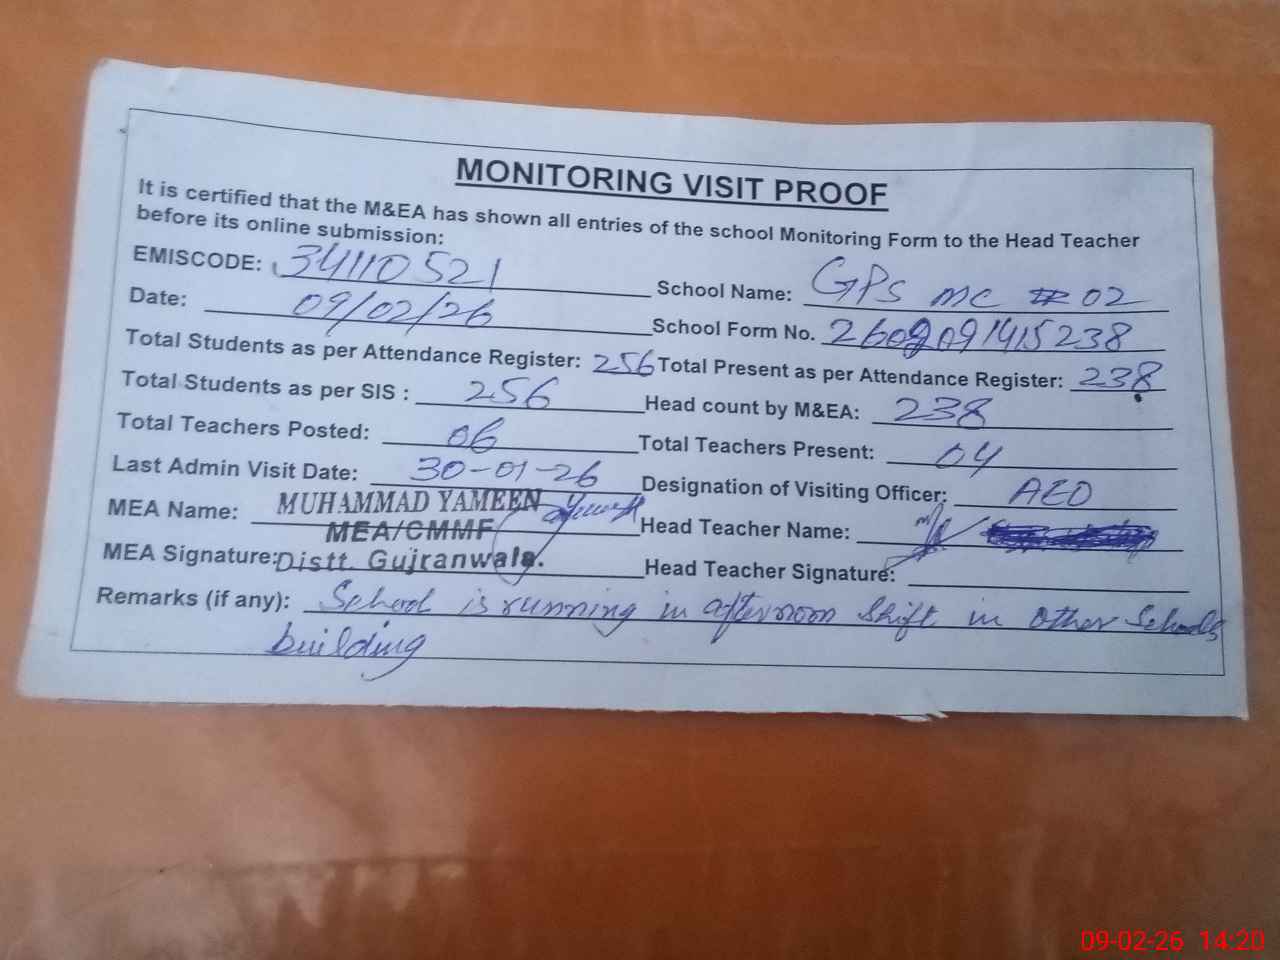 MONITORING VISIT PROOF
It is certified that the M&EA has shown all entries of the school Monitoring Form to the Head Teacher
before its online submission:
EMISCODE: 34110521 School Name: GPS MC 02
Date: 09/02/26 School Form No. 2602091415238
Total Students as per Attendance Register: 256 Total Present as per Attendance Register: 238
Total Students as per SIS : 256 Head count by M&EA: 238
Total Teachers Posted: 06 Total Teachers Present: 04
Last Admin Visit Date: 30-01-26 Designation of Visiting Officer: AEO
MEA Name: MUHAMMAD YAMEEN Head Teacher Name:
MEA/CMMF
MEA Signature: Distt. Gujranwala. Head Teacher Signature:
Remarks (if any): School is running in afternoon shift in other schools
building
09-02-26 14:20